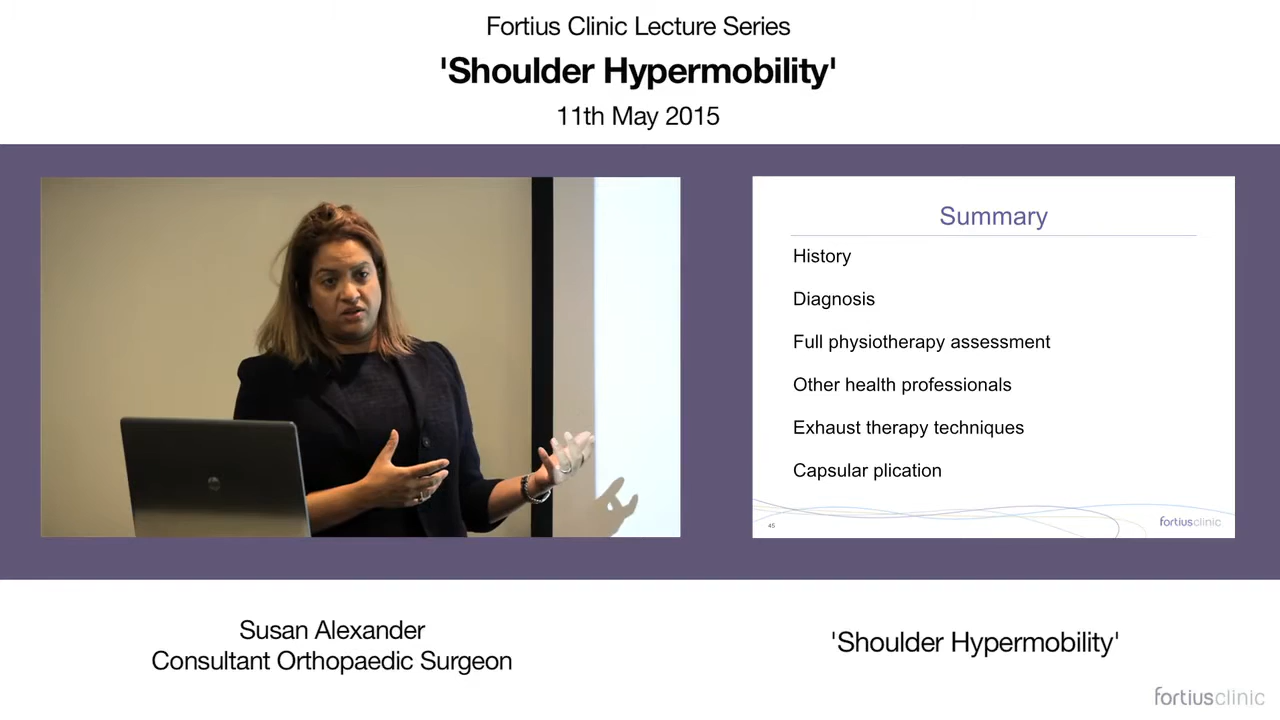 Fortius Clinic Lecture Series
'Shoulder Hypermobility'
11th May 2015
Summary
History
Diagnosis
Full physiotherapy assessment
Other health professionals
Exhaust therapy techniques
Capsular plication
45
fortiusclinic
Susan Alexander
Consultant Orthopaedic Surgeon
'Shoulder Hypermobility'
fortiusclinic